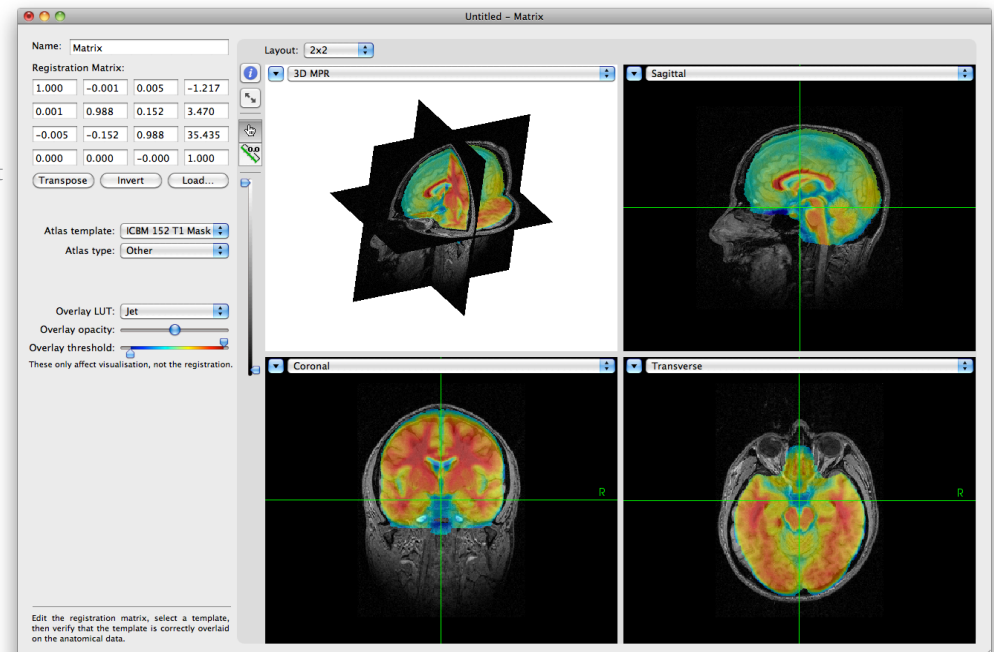 Untitled – Matrix
Name: Matrix
Registration Matrix:
1.000 -0.001 0.005 -1.217
0.001 0.988 0.152 3.470
-0.005 -0.152 0.988 35.435
0.000 0.000 -0.000 1.000
Transpose Invert Load...
Atlas template: ICBM 152 T1 Mask
Atlas type: Other
Overlay LUT: Jet
Overlay opacity:
Overlay threshold:
These only affect visualisation, not the registration.
Edit the registration matrix, select a template,
then verify that the template is correctly overlaid
on the anatomical data.
Layout: 2x2
i
0.0
3D MPR
Sagittal
Coronal
R
Transverse
R